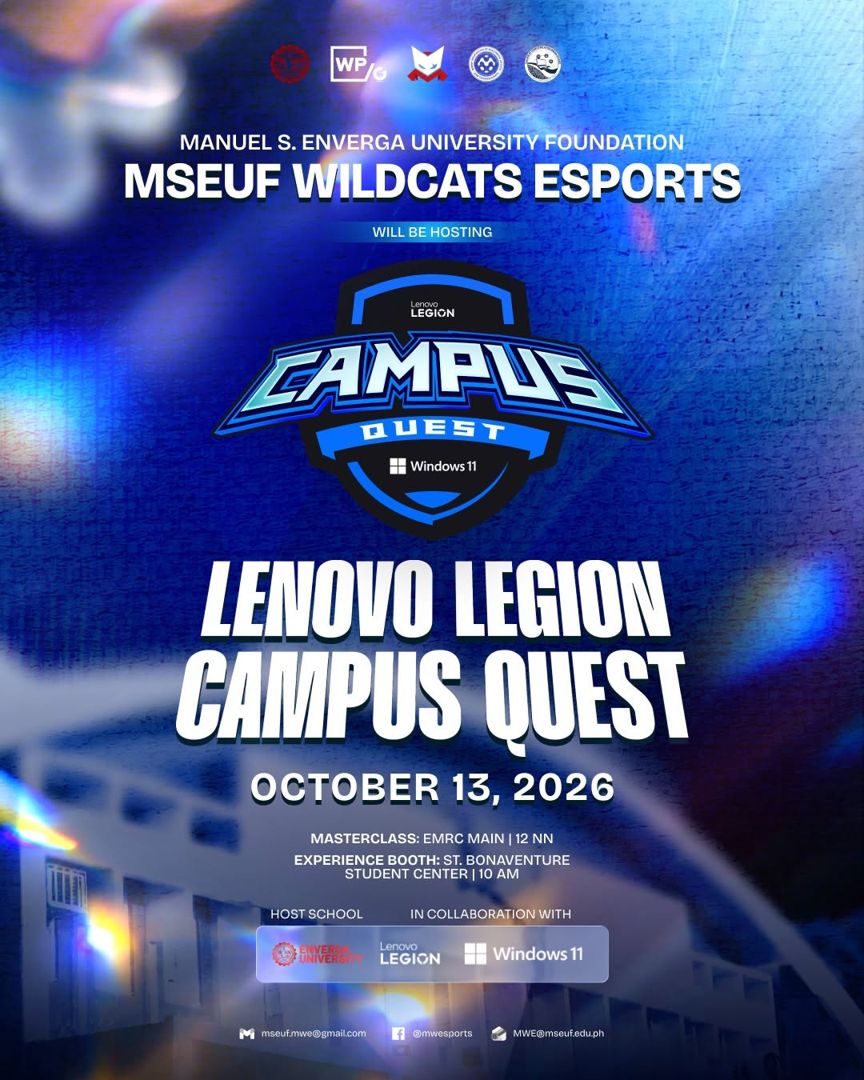 WP/G
MANUEL S. ENVERGA UNIVERSITY FOUNDATION
MSEUF WILDCATS ESPORTS
WILL BE HOSTING
Lenovo
LEGION
CAMPUS
QUEST
Windows 11
LENOVO LEGION
CAMPUS QUEST
OCTOBER 13, 2026
MASTERCLASS: EMRC MAIN | 12 NN
EXPERIENCE BOOTH: ST. BONAVENTURE
STUDENT CENTER | 10 AM
HOST SCHOOL IN COLLABORATION WITH
ENVERGA
UNIVERSITY
Lenovo
LEGION
Windows 11
mseuf.mwe@gmail.com @mwesports MWE@mseuf.edu.ph